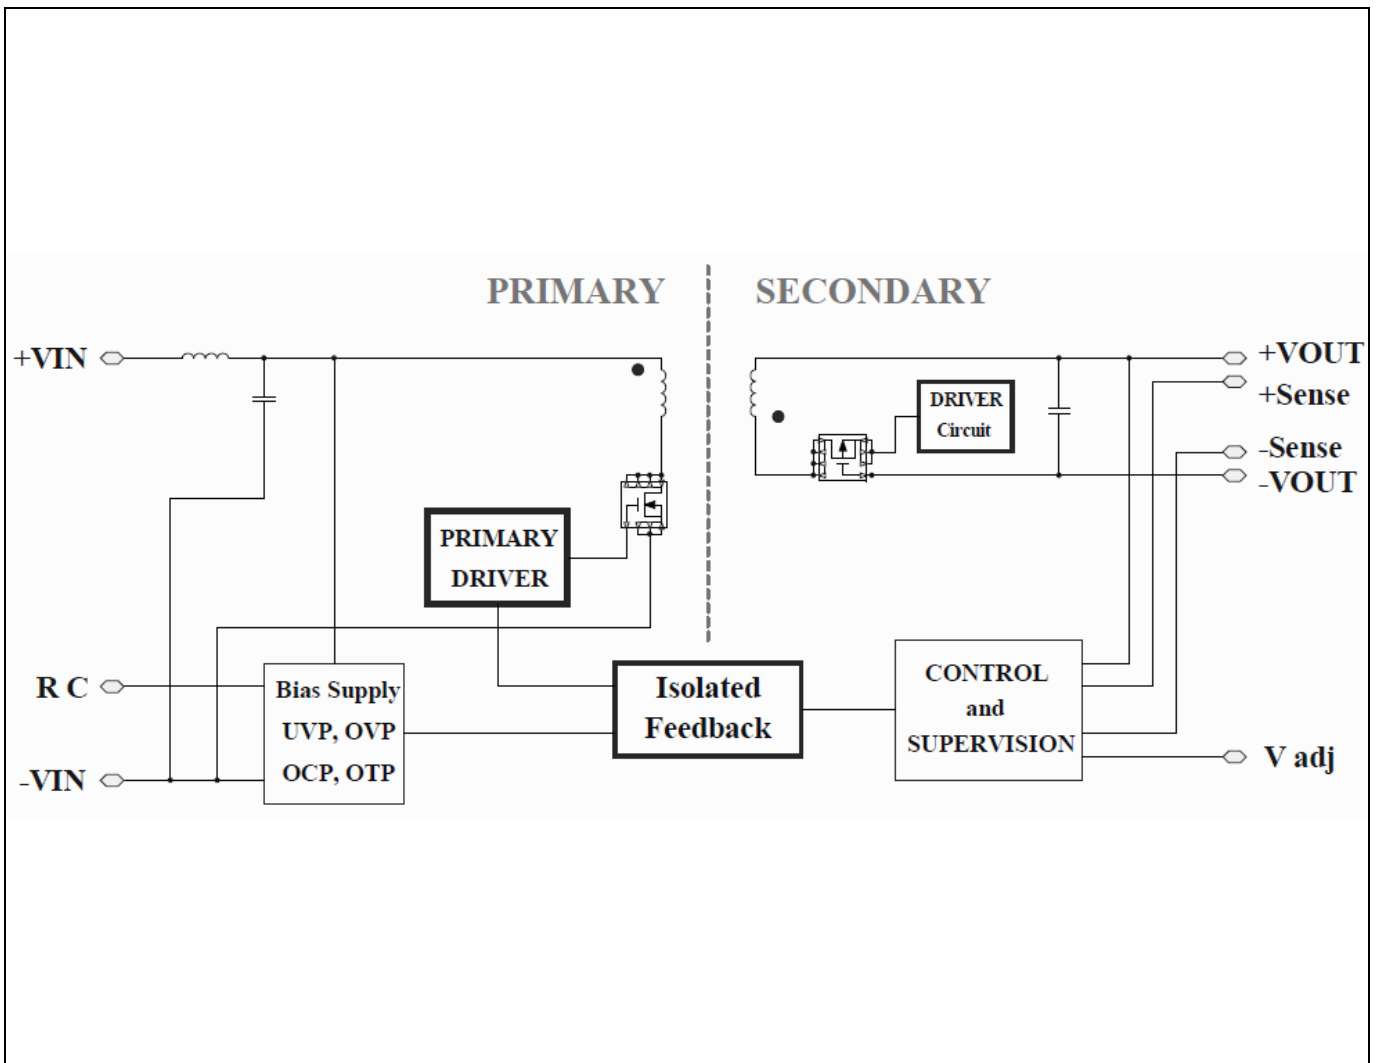 PRIMARY
SECONDARY
+VIN
+VOUT
+Sense
-Sense
-VOUT
DRIVER
Circuit
PRIMARY
DRIVER
R C
-VIN
Bias Supply
UVP, OVP
OCP, OTP
Isolated
Feedback
CONTROL
and
SUPERVISION
V adj